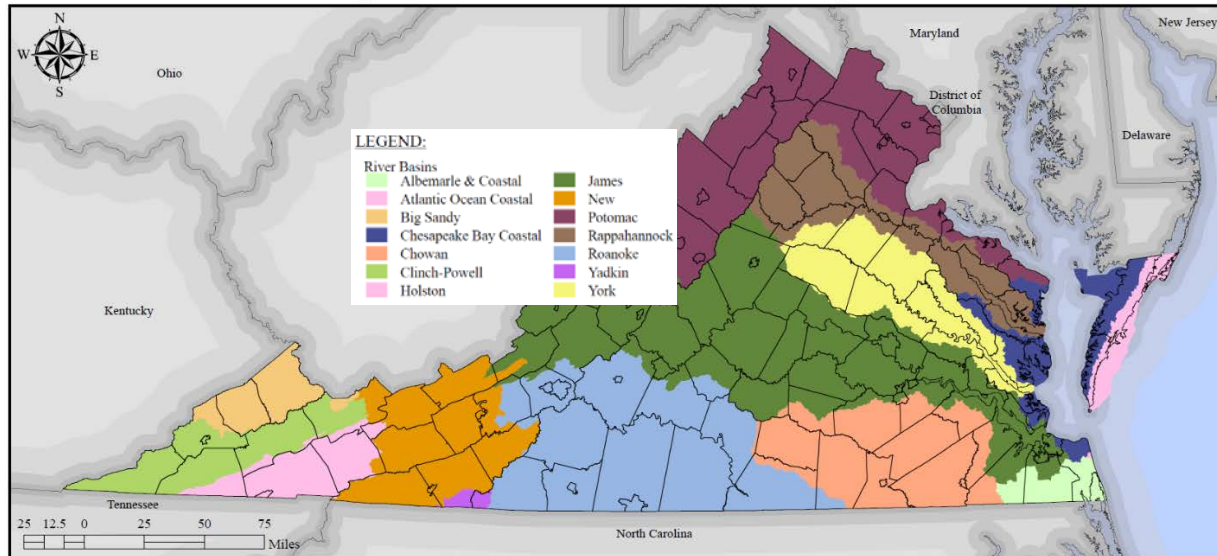 N
W E
S
Ohio
Maryland
New Jersey
District of
Columbia
Delaware
LEGEND:
River Basins
Albemarle & Coastal
Atlantic Ocean Coastal
Big Sandy
Chesapeake Bay Coastal
Chowan
Clinch-Powell
Holston
James
New
Potomac
Rappahannock
Roanoke
Yadkin
York
Kentucky
Tennessee
North Carolina
25 12.5 0 25 50 75
Miles